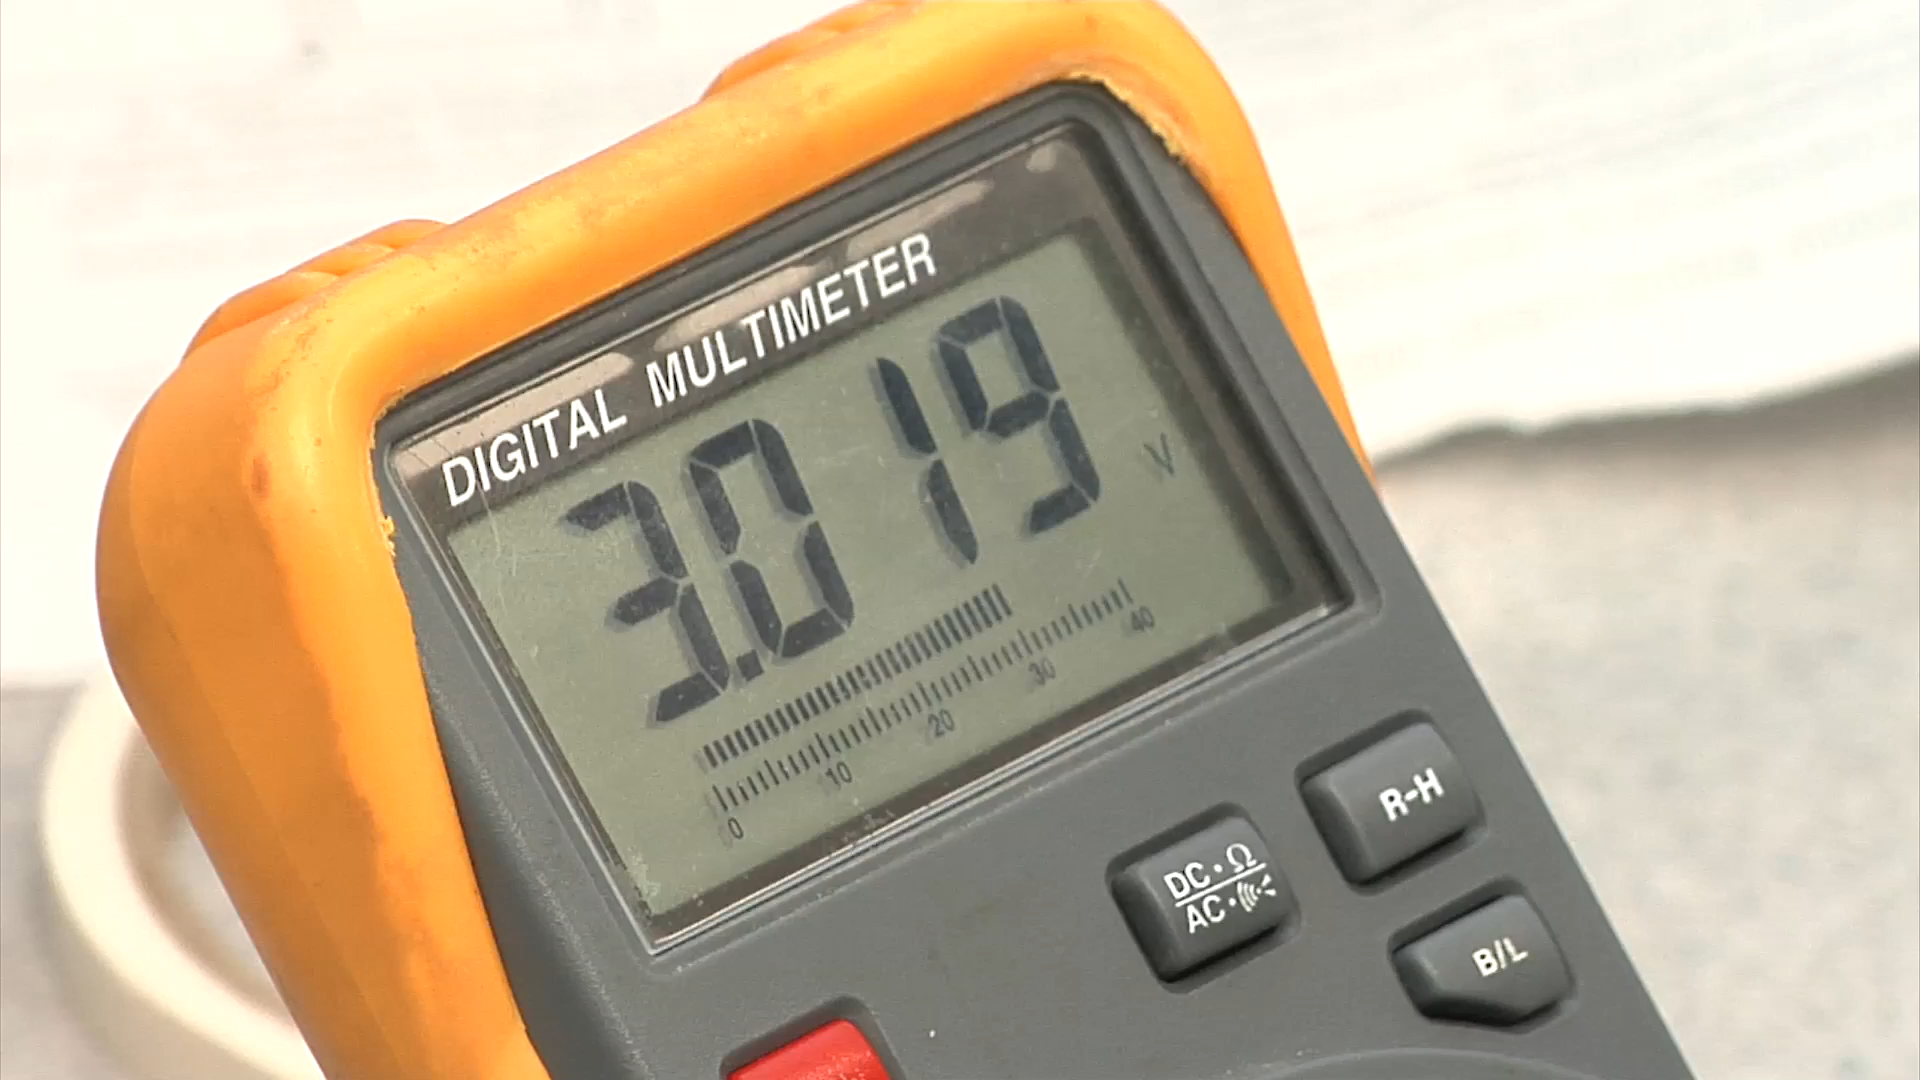 DIGITAL MULTIMETER
3.019 V
0 10 20 30 40
R-H
DC·Ω
AC·
B/L